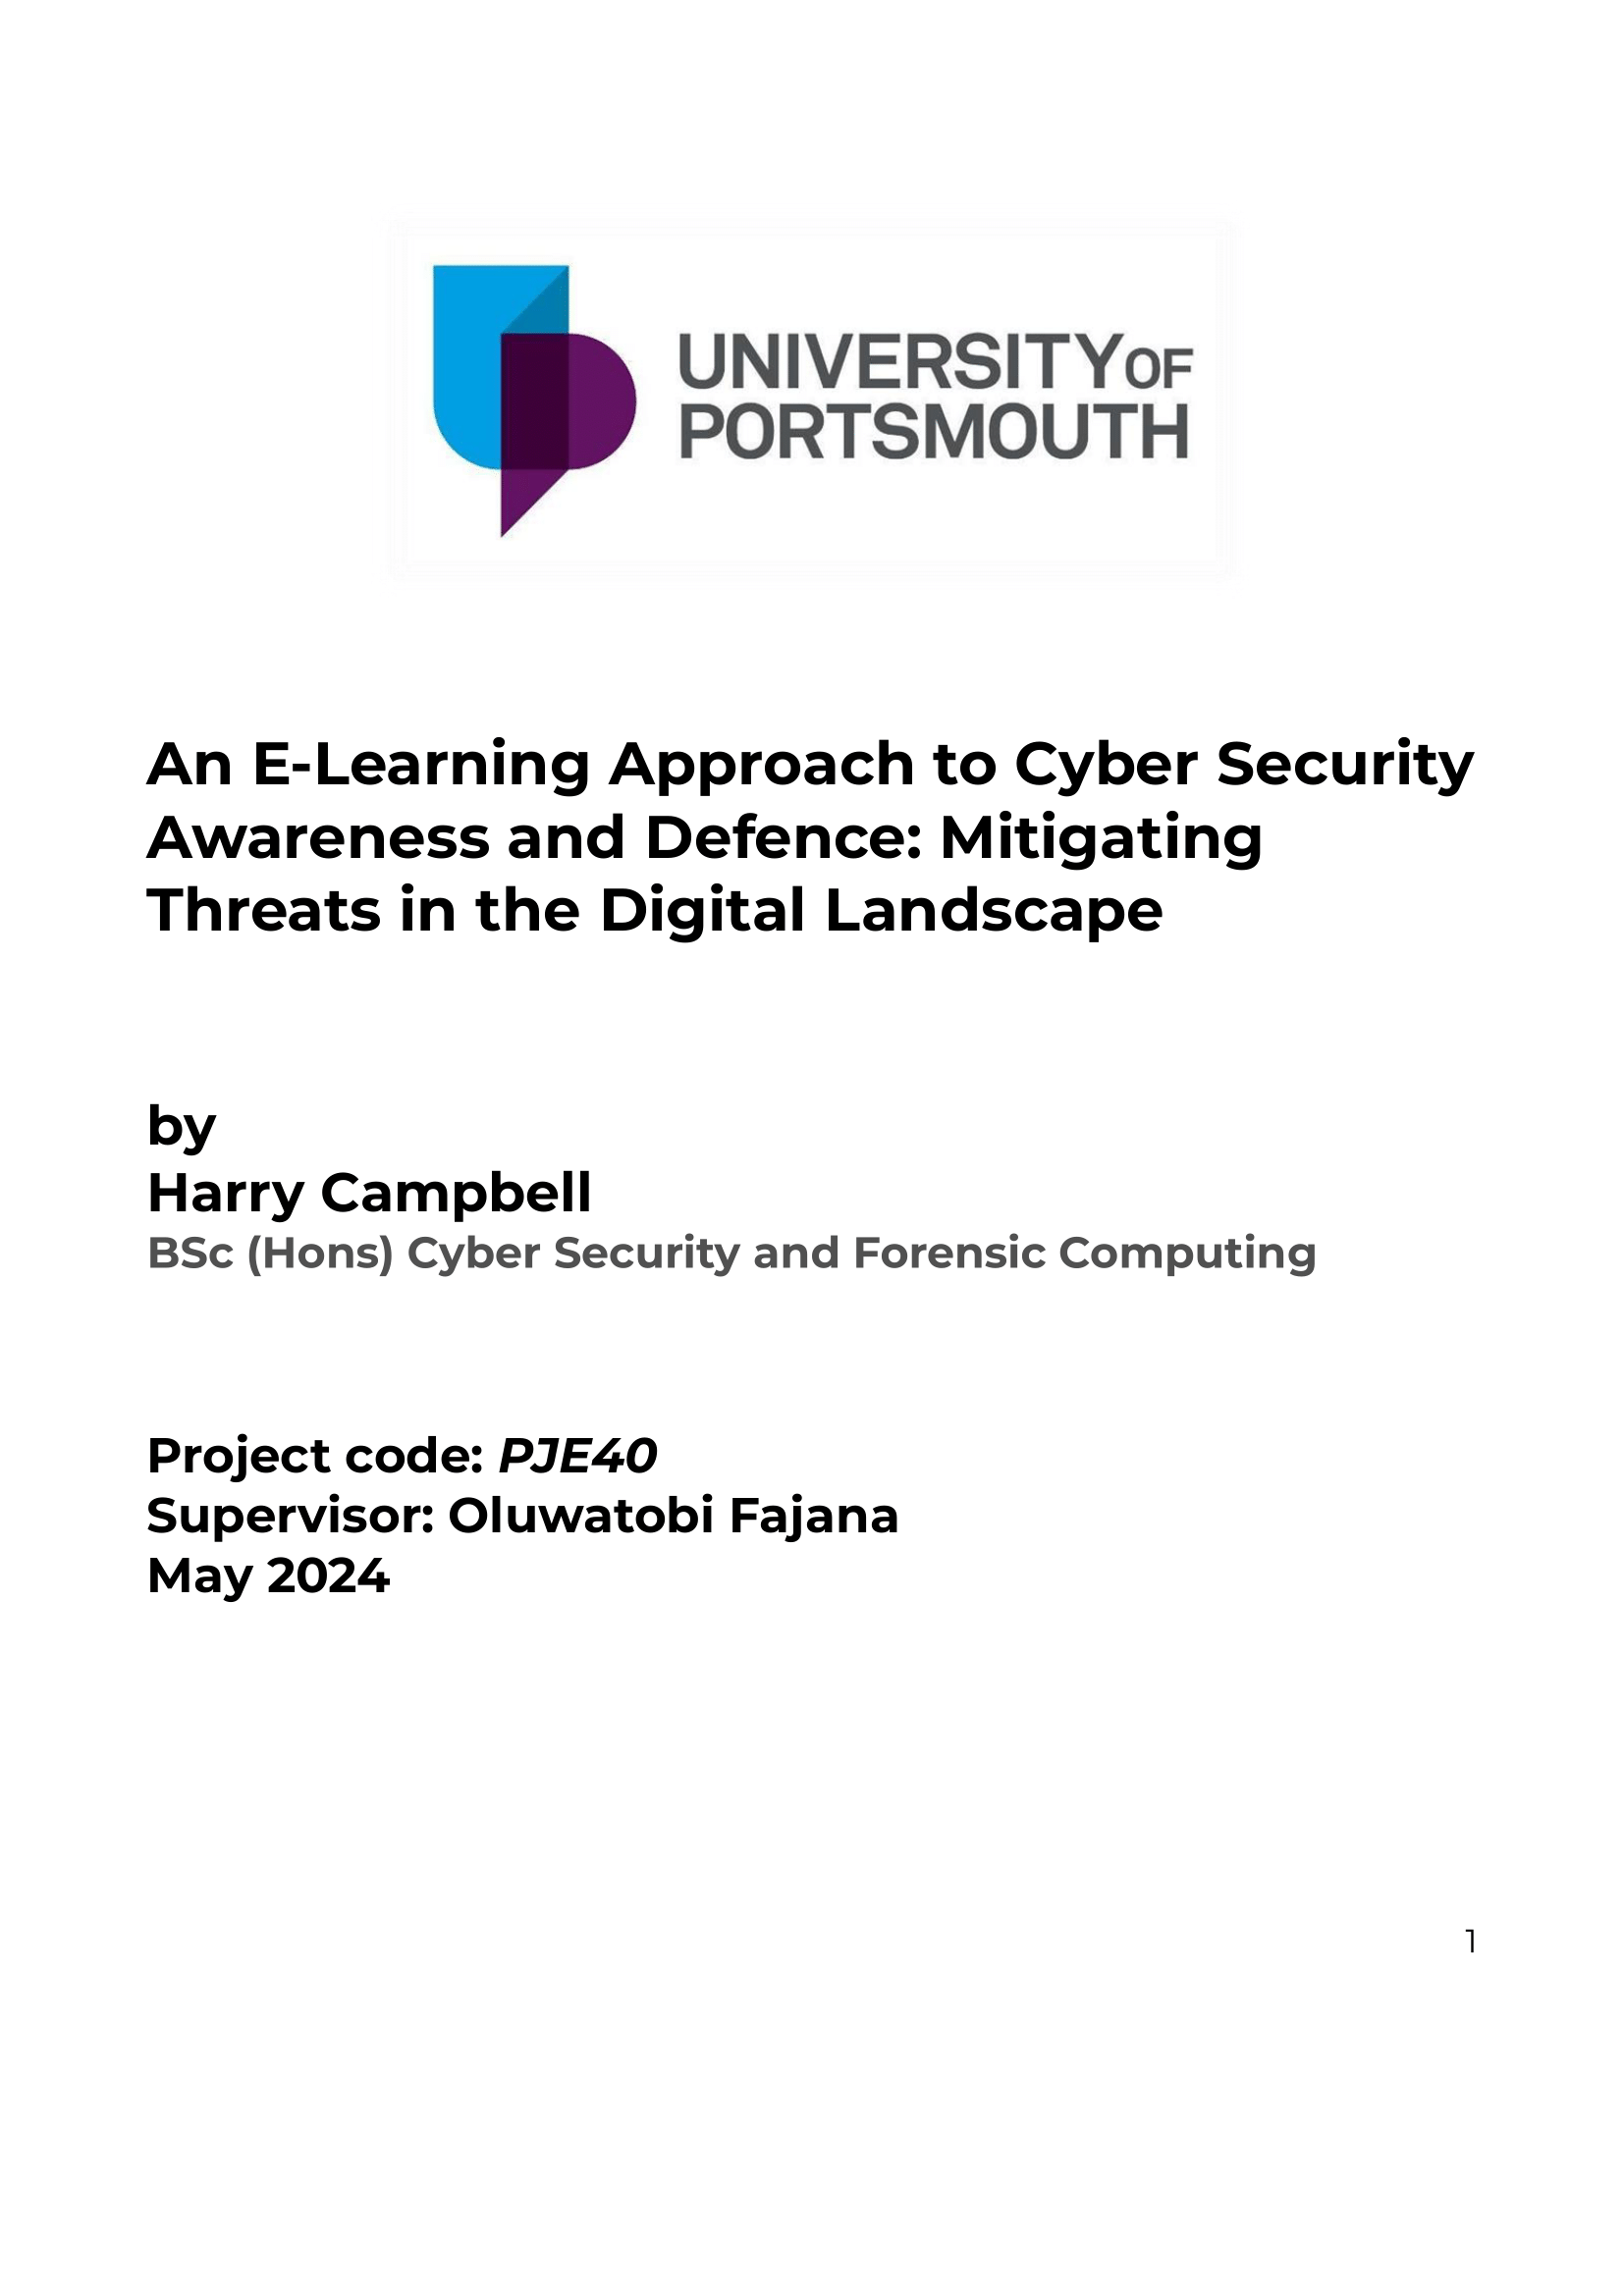 UNIVERSITY OF
PORTSMOUTH
An E-Learning Approach to Cyber Security
Awareness and Defence: Mitigating
Threats in the Digital Landscape
by
Harry Campbell
BSc (Hons) Cyber Security and Forensic Computing
Project code: PJE40
Supervisor: Oluwatobi Fajana
May 2024
1